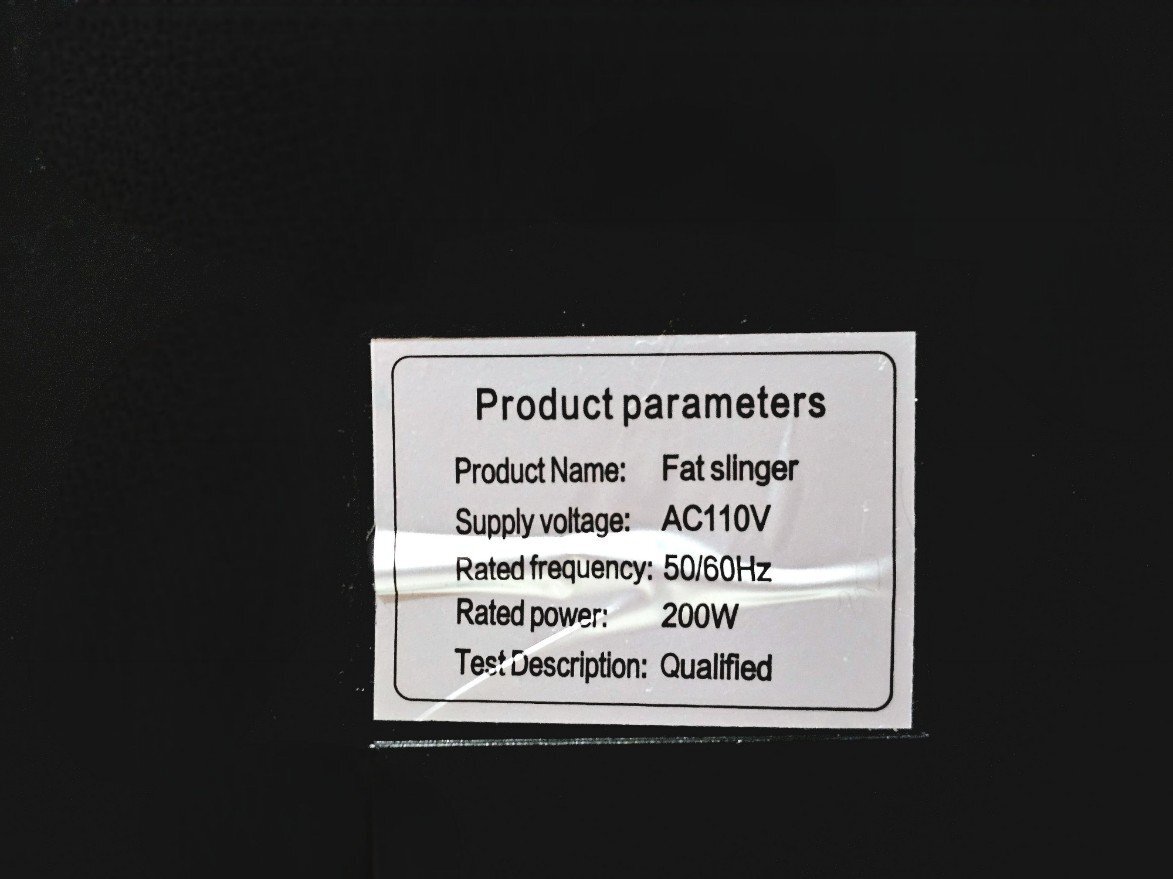 Product parameters
Product Name: Fat slinger
Supply voltage: AC110V
Rated frequency: 50/60Hz
Rated power: 200W
Test Description: Qualified